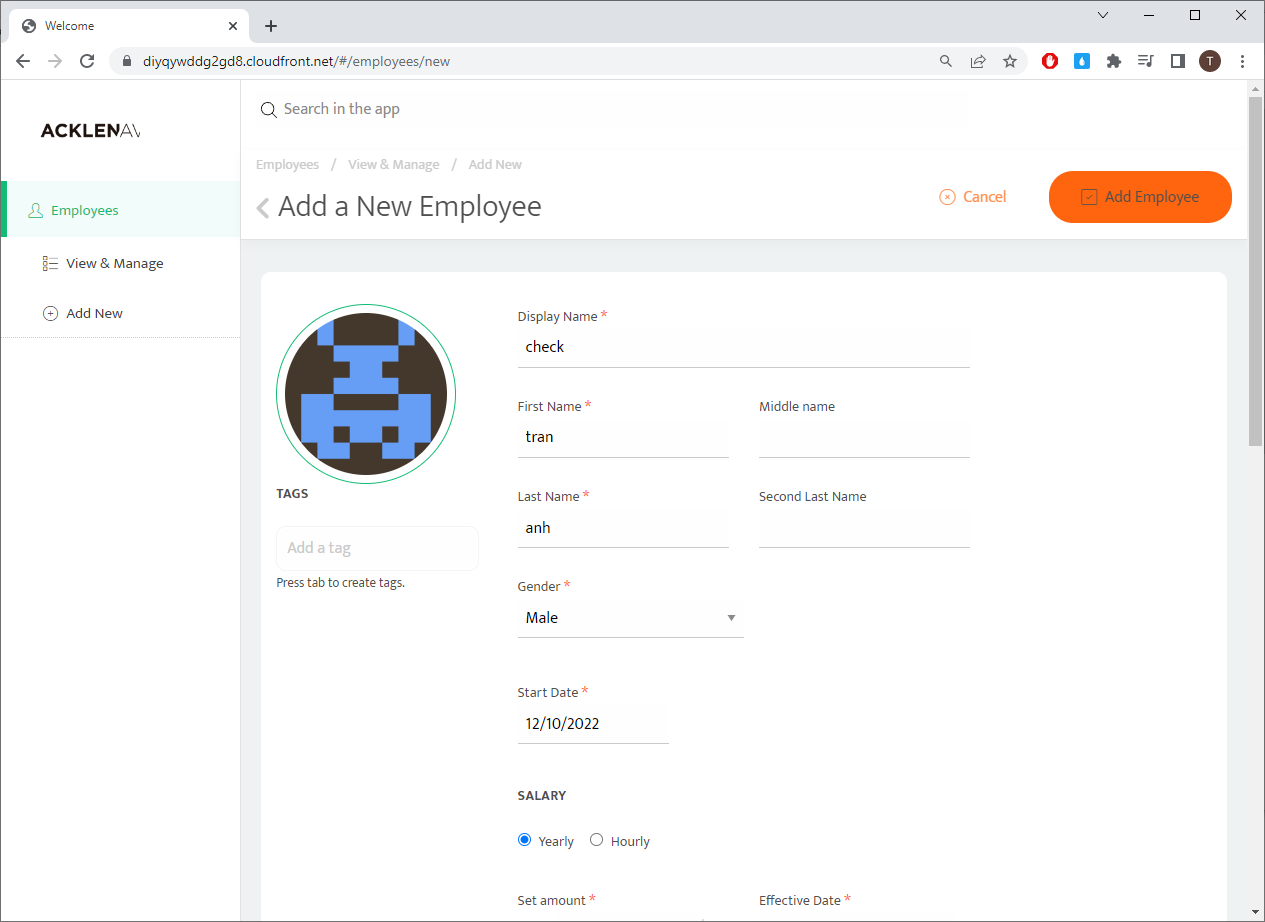 Welcome
diyqywddg2gd8.cloudfront.net/#/employees/new
T
ACKLENAV
Search in the app
Employees / View & Manage / Add New
Add a New Employee
Cancel
Add Employee
Employees
View & Manage
Add New
TAGS
Add a tag
Press tab to create tags.
Display Name *
check
First Name *
Middle name
tran
Last Name *
Second Last Name
anh
Gender *
Male
Start Date *
12/10/2022
SALARY
Yearly
Hourly
Set amount *
Effective Date *